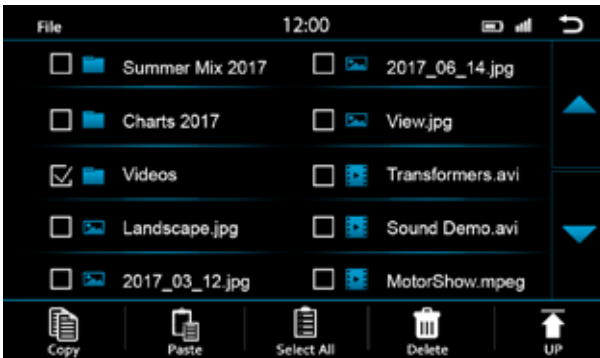 File 12:00
Summer Mix 2017
2017_06_14.jpg
Charts 2017
View.jpg
Videos
Transformers.avi
Landscape.jpg
Sound Demo.avi
2017_03_12.jpg
MotorShow.mpeg
Copy
Paste
Select All
Delete
UP